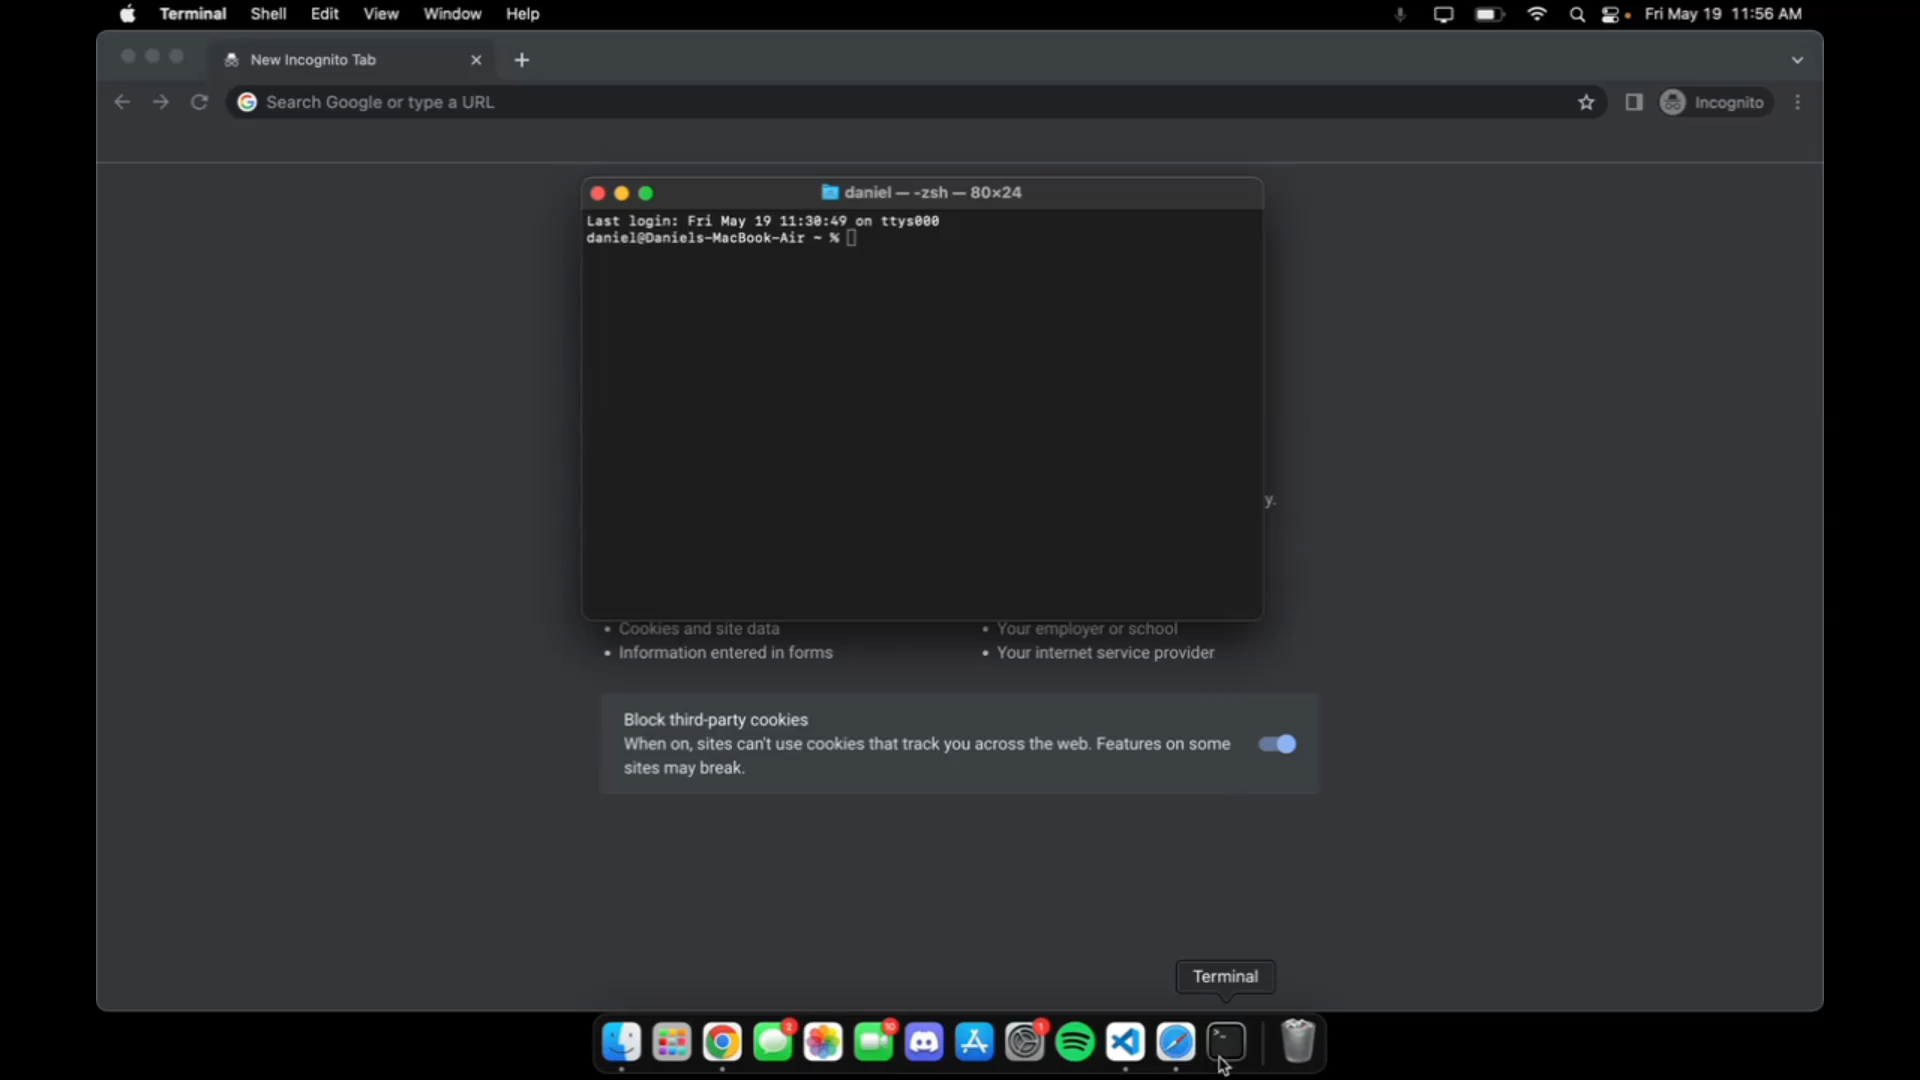 Terminal Shell Edit View Window Help Fri May 19 11:56 AM
New Incognito Tab
Search Google or type a URL Incognito
daniel — -zsh — 80×24
Last login: Fri May 19 11:30:49 on ttys000
daniel@Daniels-MacBook-Air ~ %
y.
• Cookies and site data
• Information entered in forms
• Your employer or school
• Your internet service provider
Block third-party cookies
When on, sites can't use cookies that track you across the web. Features on some
sites may break.
Terminal
2
10
1